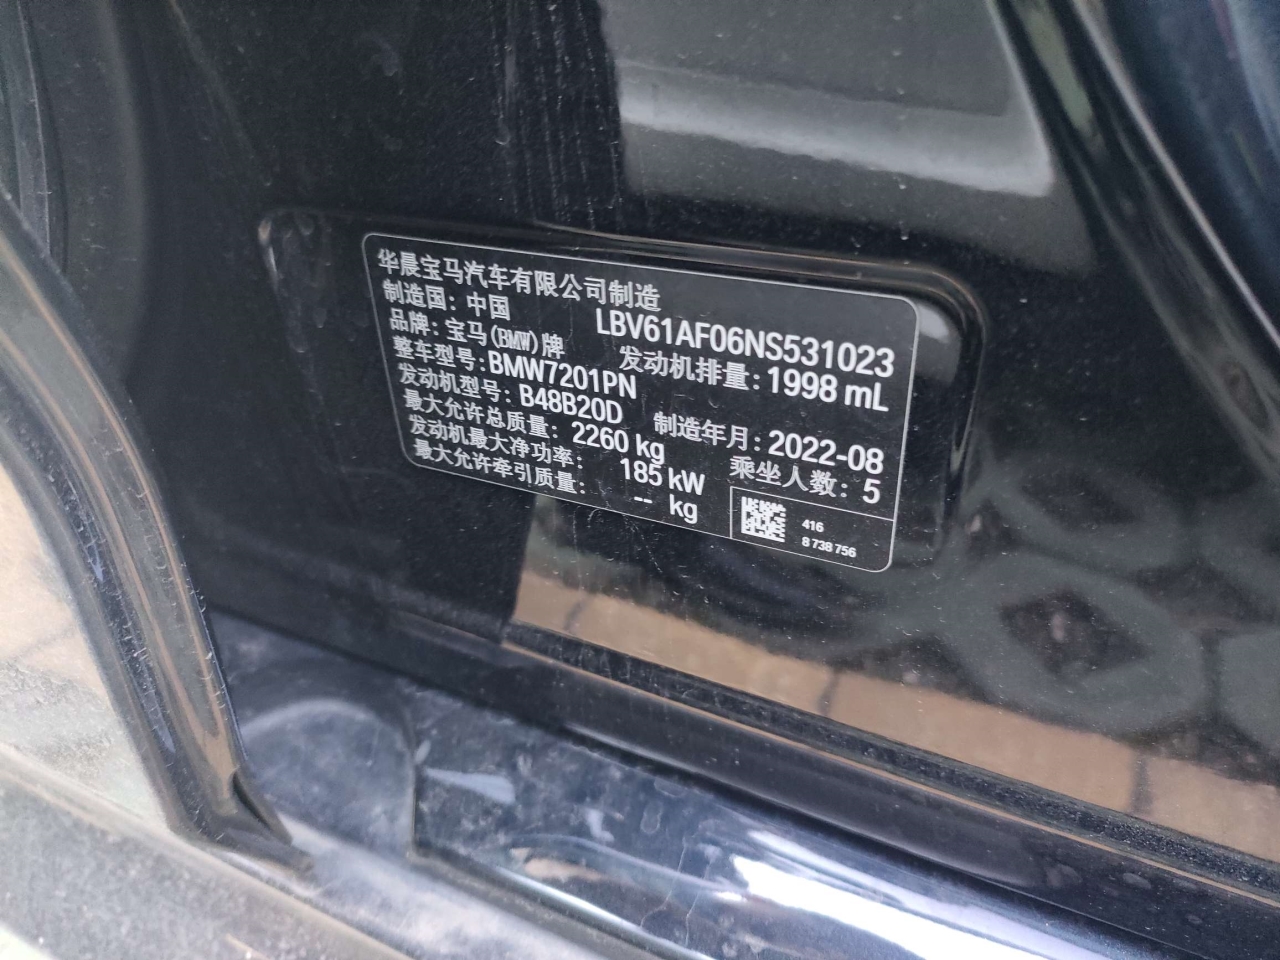 华晨宝马汽车有限公司制造
制造国：中国 LBV61AF06NS531023
品牌：宝马(BMW)牌 发动机排量：1998 mL
整车型号：BMW7201PN
发动机型号：B48B20D 制造年月：2022-08
最大允许总质量：2260 kg 乘坐人数：5
发动机最大净功率：185 kW
最大允许牵引质量：-- kg
416
8 738 756